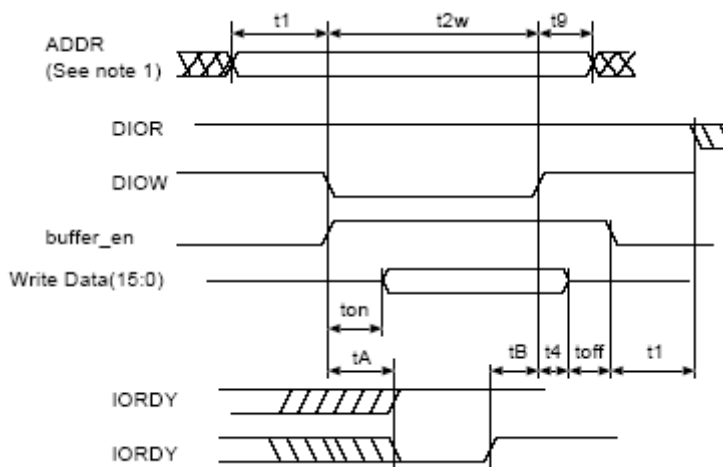 t1 t2w t9
ADDR
(See note 1)
DIOR
DIOW
buffer_en
Write Data(15:0)
ton
tA tB t4 toff t1
IORDY
IORDY